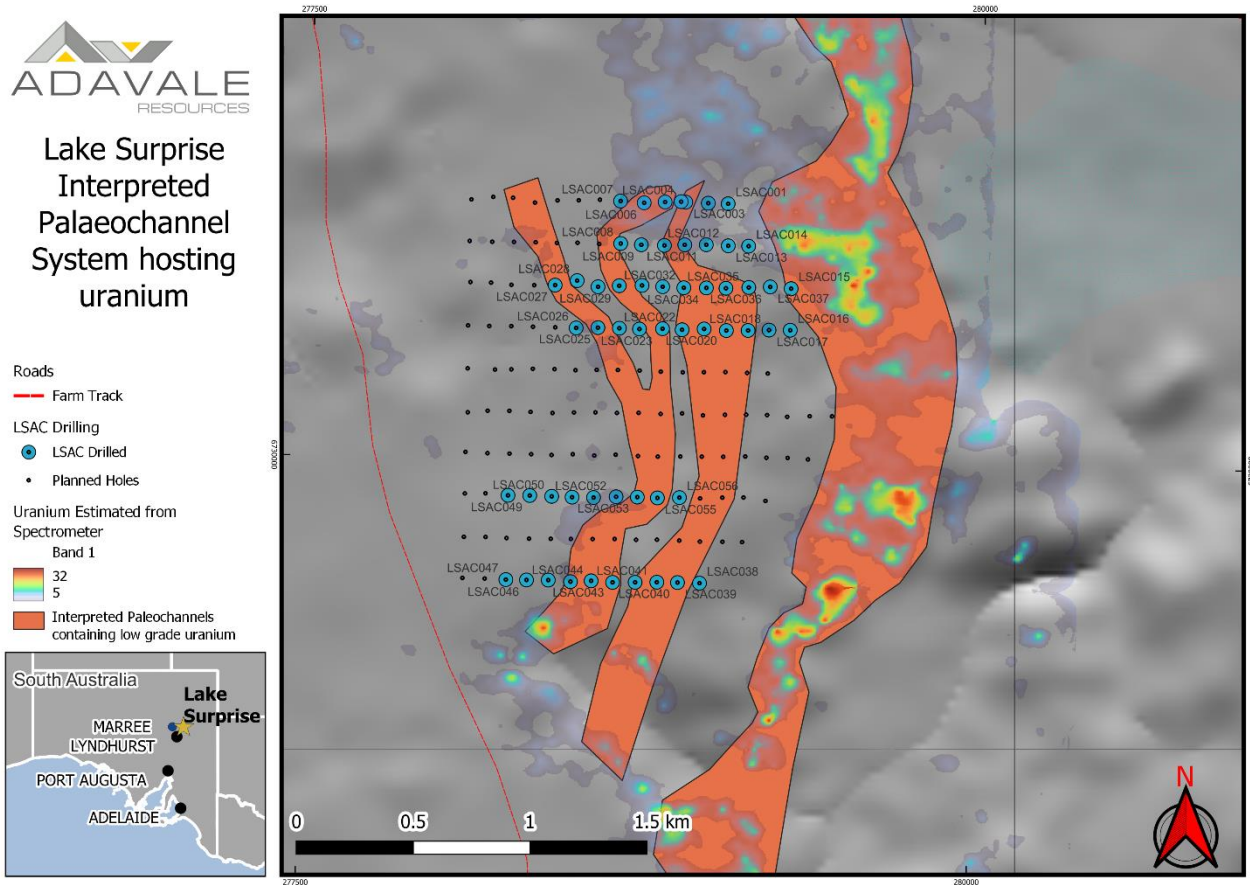 ADAVALE
RESOURCES
Lake Surprise
Interpreted
Palaeochannel
System hosting
uranium
Roads
Farm Track
LSAC Drilling
LSAC Drilled
Planned Holes
Uranium Estimated from
Spectrometer
Band 1
32
5
Interpreted Paleochannels
containing low grade uranium
South Australia
Lake
Surprise
MARREE
LYNDHURST
PORT AUGUSTA
ADELAIDE
277500
280000
6730000
LSAC007
LSAC004
LSAC001
LSAC006
LSAC003
LSAC008
LSAC012
LSAC014
LSAC009
LSAC011
LSAC013
LSAC028
LSAC032
LSAC035
LSAC015
LSAC027
LSAC029
LSAC034
LSAC036
LSAC037
LSAC026
LSAC022
LSAC018
LSAC016
LSAC025
LSAC023
LSAC020
LSAC017
LSAC050
LSAC052
LSAC056
LSAC049
LSAC053
LSAC055
LSAC047
LSAC044
LSAC041
LSAC038
LSAC046
LSAC043
LSAC040
LSAC039
0
0.5
1
1.5 km
N
277500
280000